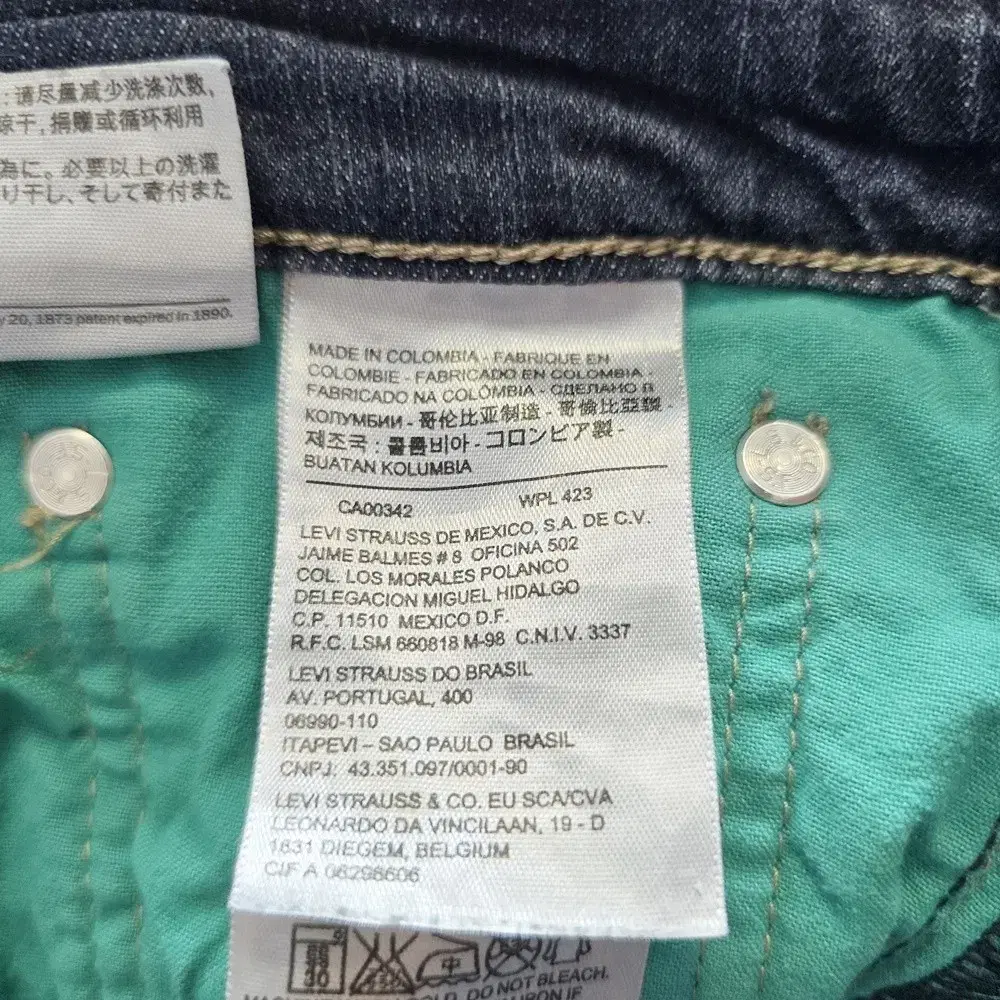 ：请尽量减少洗涤次数，
晾干，捐赠或循环利用
為に。必要以上の洗濯
り干し、そして寄付また
y 20, 1873 patent expired in 1890.
MADE IN COLOMBIA - FABRIQUE EN
COLOMBIE - FABRICADO EN COLOMBIA -
FABRICADO NA COLÔMBIA - СДЕЛАНО В
КОЛУМБИИ - 哥伦比亚制造 - 哥倫比亞製 -
제조국 : 콜롬비아 - コロンビア製 -
BUATAN KOLUMBIA
CA00342 WPL 423
LEVI STRAUSS DE MEXICO, S.A. DE C.V.
JAIME BALMES # 8 OFICINA 502
COL. LOS MORALES POLANCO
DELEGACION MIGUEL HIDALGO
C.P. 11510 MEXICO D.F.
R.F.C. LSM 660818 M-98 C.N.I.V. 3337
LEVI STRAUSS DO BRASIL
AV. PORTUGAL, 400
06990-110
ITAPEVI – SAO PAULO BRASIL
CNPJ: 43.351.097/0001-90
LEVI STRAUSS & CO. EU SCA/CVA
LEONARDO DA VINCILAAN, 19 - D
1831 DIEGEM, BELGIUM
CIF A 08298606
30
中
DO NOT BLEACH.